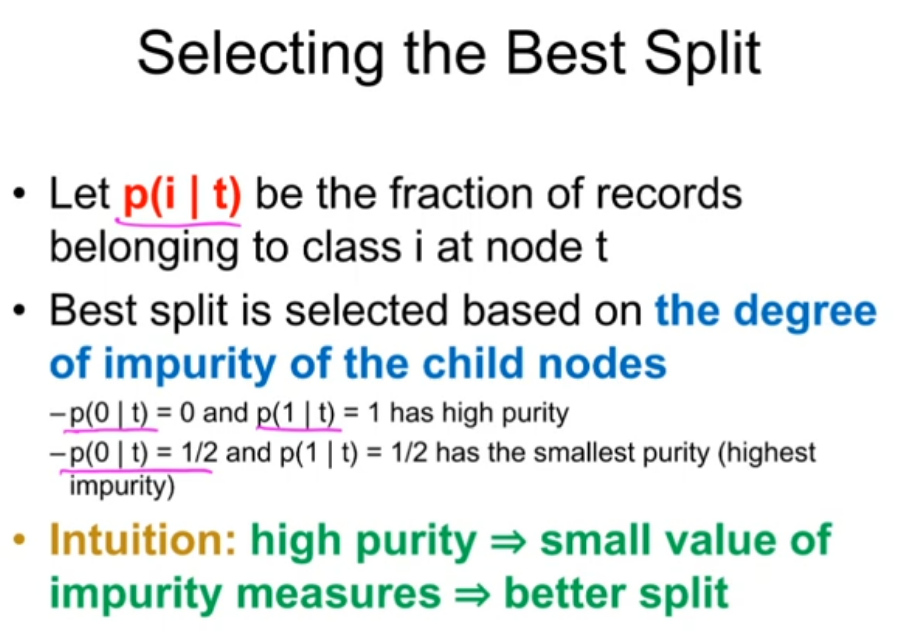 Selecting the Best Split
• Let p(i | t) be the fraction of records
belonging to class i at node t
• Best split is selected based on the degree
of impurity of the child nodes
–p(0 | t) = 0 and p(1 | t) = 1 has high purity
–p(0 | t) = 1/2 and p(1 | t) = 1/2 has the smallest purity (highest
impurity)
• Intuition: high purity ⇒ small value of
impurity measures ⇒ better split